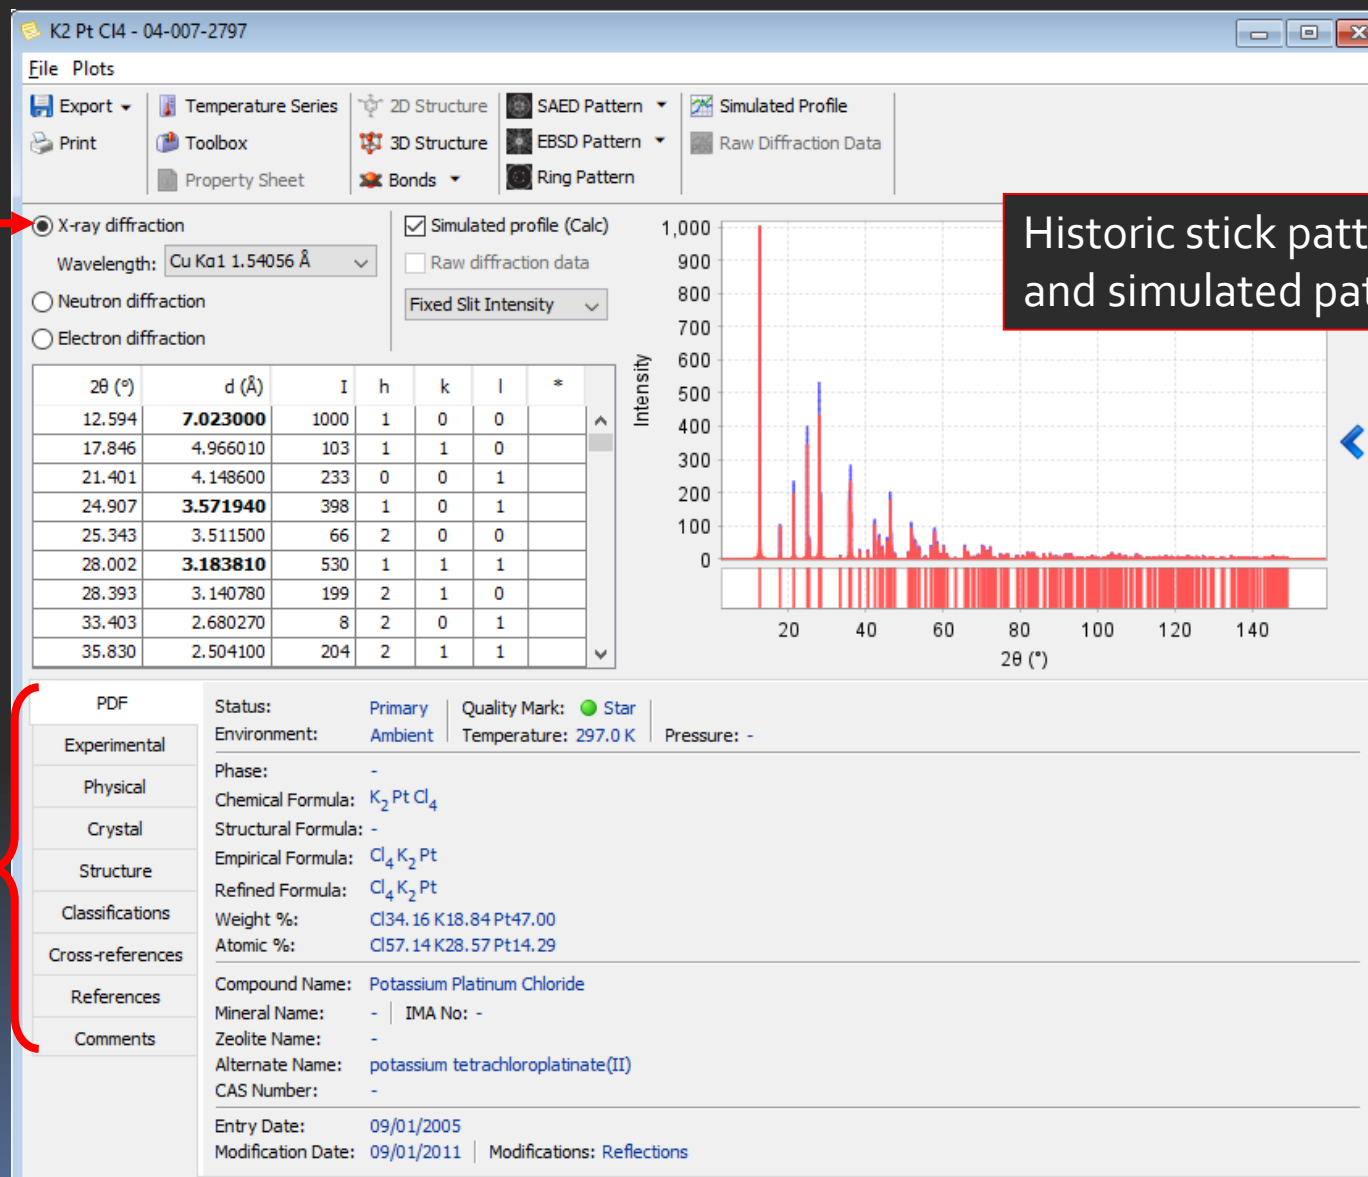 K2 Pt Cl4 - 04-007-2797
File Plots
Export Temperature Series 2D Structure SAED Pattern Simulated Profile
Print Toolbox 3D Structure EBSD Pattern Raw Diffraction Data
Property Sheet Bonds Ring Pattern
X-ray diffraction
Wavelength: Cu Kα1 1.54056 Å
Neutron diffraction
Electron diffraction
Simulated profile (Calc)
Raw diffraction data
Fixed Slit Intensity
2θ (º) d (Å) I h k l *
12.594 7.023000 1000 1 0 0
17.846 4.966010 103 1 1 0
21.401 4.148600 233 0 0 1
24.907 3.571940 398 1 0 1
25.343 3.511500 66 2 0 0
28.002 3.183810 530 1 1 1
28.393 3.140780 199 2 1 0
33.403 2.680270 8 2 0 1
35.830 2.504100 204 2 1 1
Historic stick patt
and simulated pat
Intensity
1,000
900
800
700
600
500
400
300
200
100
0
20 40 60 80 100 120 140
2θ (°)
PDF
Experimental
Physical
Crystal
Structure
Classifications
Cross-references
References
Comments
Status: Primary Quality Mark: Star
Environment: Ambient Temperature: 297.0 K Pressure: -
Phase: -
Chemical Formula: K₂ Pt Cl₄
Structural Formula: -
Empirical Formula: Cl₄ K₂ Pt
Refined Formula: Cl₄ K₂ Pt
Weight %: Cl34.16 K18.84 Pt47.00
Atomic %: Cl57.14 K28.57 Pt14.29
Compound Name: Potassium Platinum Chloride
Mineral Name: - IMA No: -
Zeolite Name: -
Alternate Name: potassium tetrachloroplatinate(II)
CAS Number: -
Entry Date: 09/01/2005
Modification Date: 09/01/2011 Modifications: Reflections